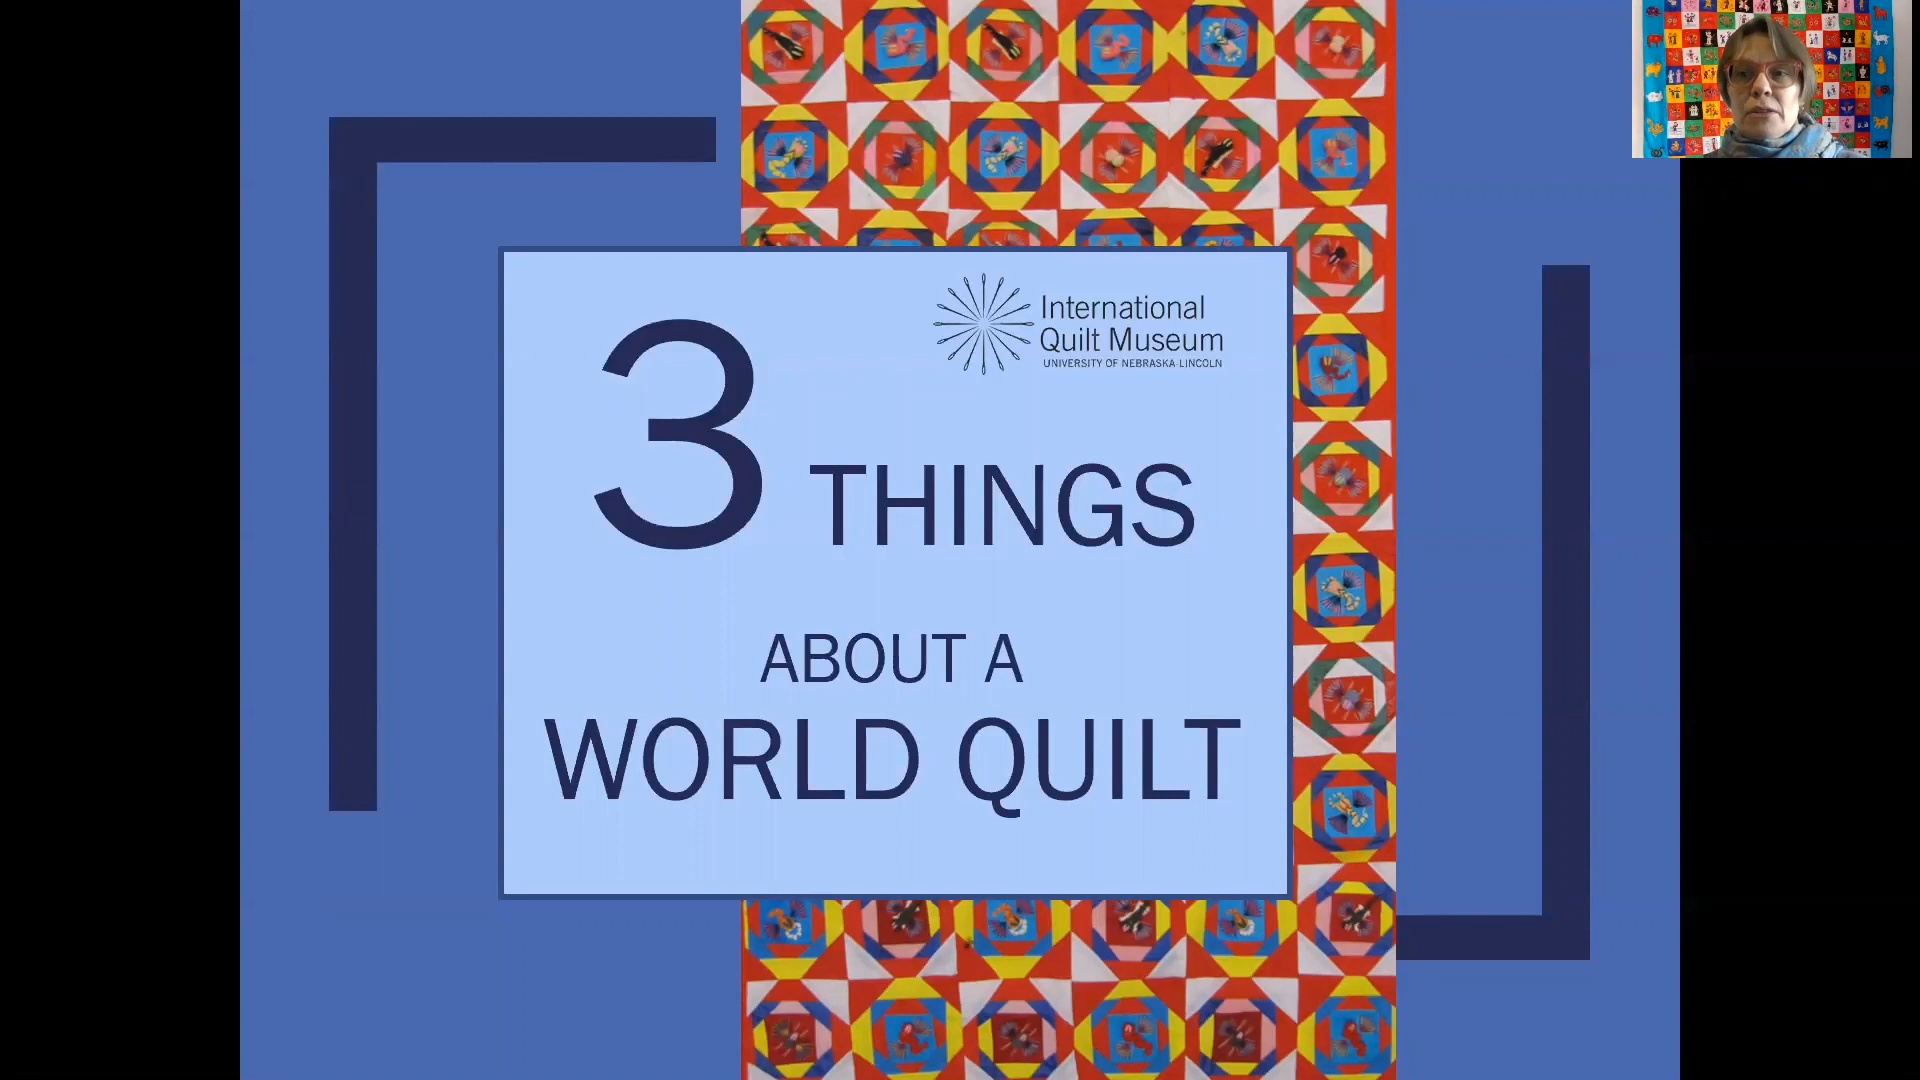 International
Quilt Museum
UNIVERSITY OF NEBRASKA-LINCOLN
3 THINGS
ABOUT A
WORLD QUILT